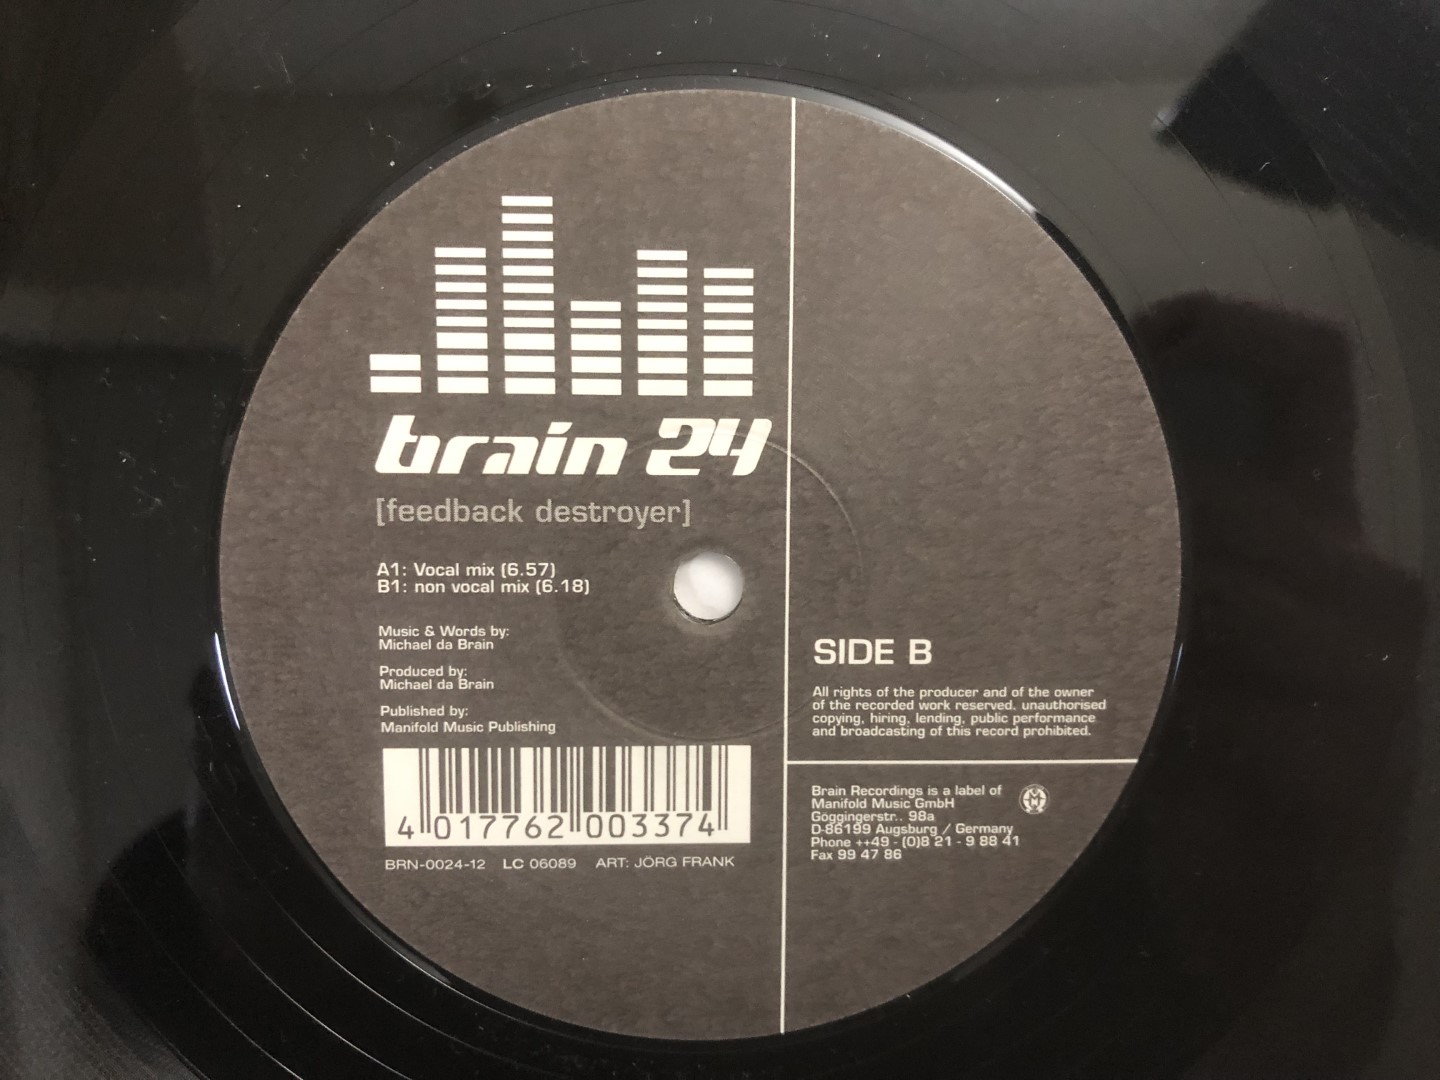 brain 24
[feedback destroyer]
A1: Vocal mix (6.57)
B1: non vocal mix (6.18)
Music & Words by:
Michael da Brain
Produced by:
Michael da Brain
Published by:
Manifold Music Publishing
4 017762 003374
BRN-0024-12 LC 06089 ART: JÖRG FRANK
SIDE B
All rights of the producer and of the owner
of the recorded work reserved. unauthorised
copying, hiring, lending, public performance
and broadcasting of this record prohibited.
Brain Recordings is a label of
Manifold Music GmbH
Göggingerstr.. 98a
D-86199 Augsburg / Germany
Phone ++49 - (0)8 21 - 9 88 41
Fax 99 47 86